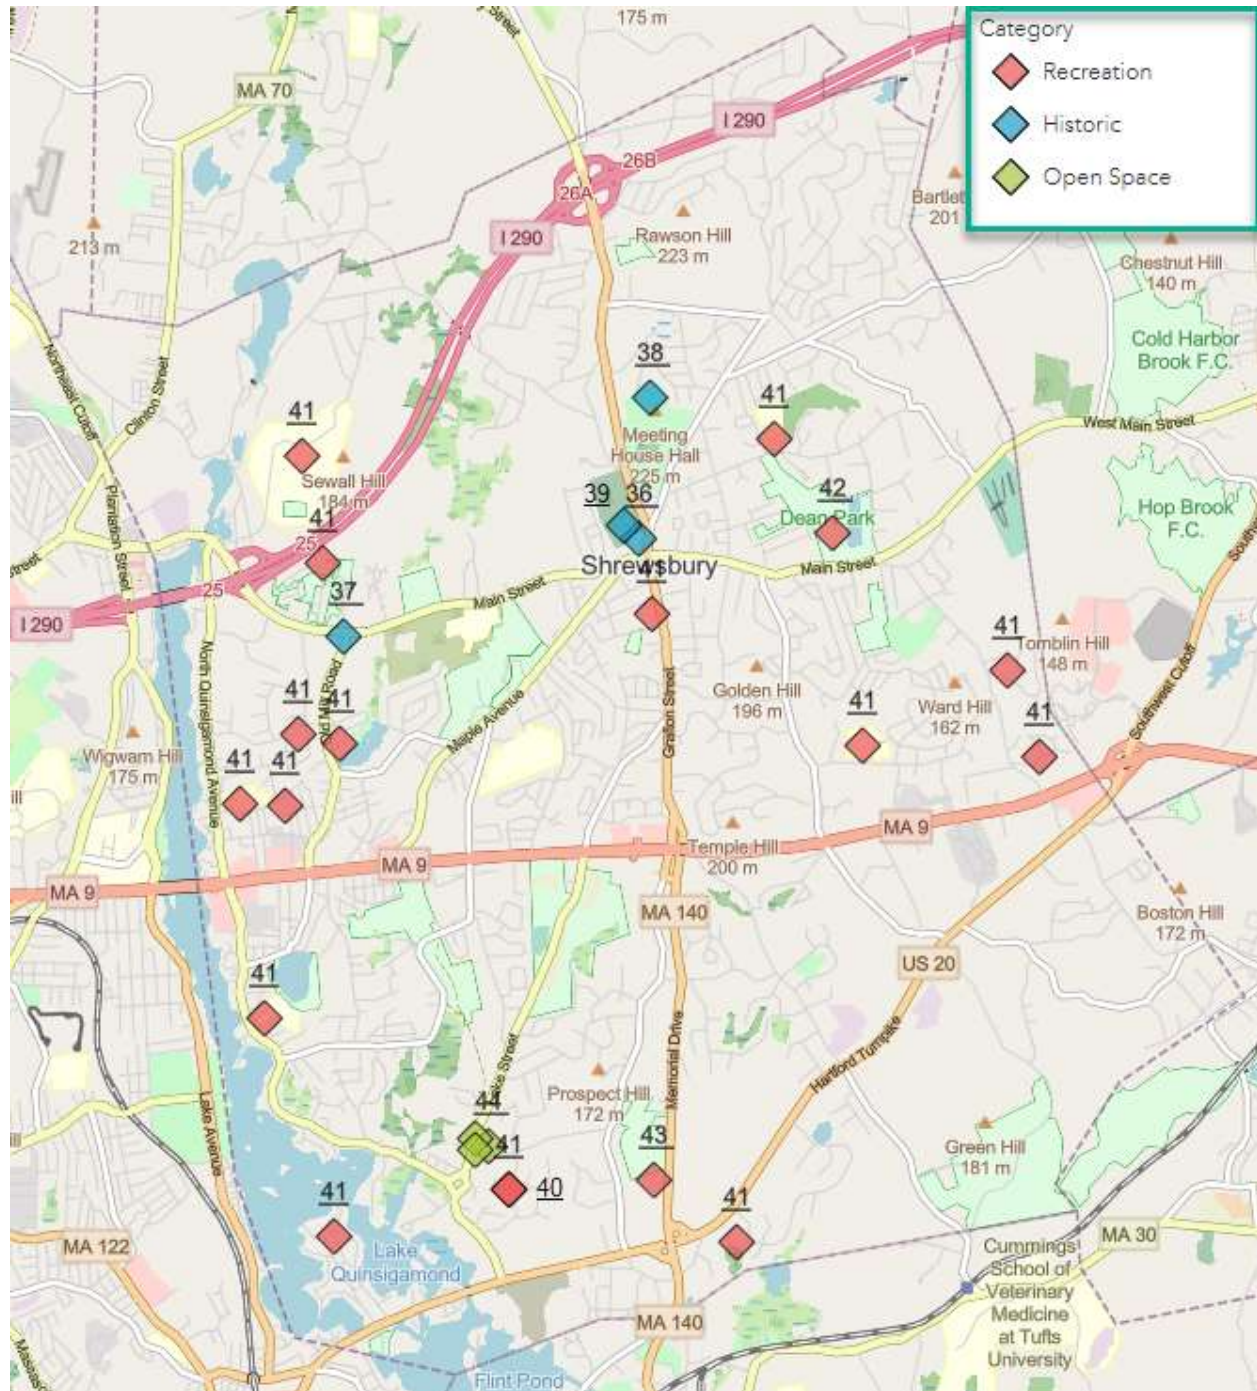 175 m
Category
Recreation
Historic
Open Space
MA 70
I 290
26B
26A
I 290
213 m
Rawson Hill
223 m
201
Chestnut Hill
140 m
Cold Harbor
Brook F.C.
Northeast Cutoff
Clinton Street
38
41
41
Meeting
House Hall
225 m
West Main Street
Sewall Hill
184 m
39
36
42
Dean Park
Hop Brook
F.C.
Plantation Street
41
25
Shrewsbury
41
Main Street
25
37
Main Street
I 290
41
Tomblin Hill
148 m
North Quinsigamond Avenue
Maple Avenue
Grafton Street
Golden Hill
196 m
Ward Hill
162 m
Southwest Cutoff
41
41
41
41
Wigwam Hill
175 m
41
41
MA 9
MA 9
MA 9
Temple Hill
200 m
MA 140
Boston Hill
172 m
US 20
41
Lake Avenue
Memorial Drive
Hartford Turnpike
Prospect Hill
172 m
44
41
43
Green Hill
181 m
40
41
41
MA 122
Lake
Quinsigamond
MA 30
Cummings
School of
Veterinary
Medicine
at Tufts
University
MA 140
Flint Pond